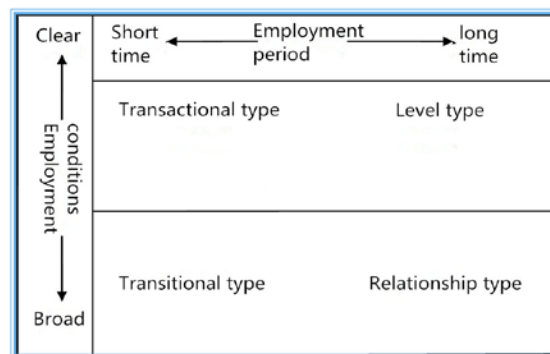 Clear
Short
time
Employment
period
long
time
Transactional type
Level type
Employment
conditions
Transitional type
Relationship type
Broad